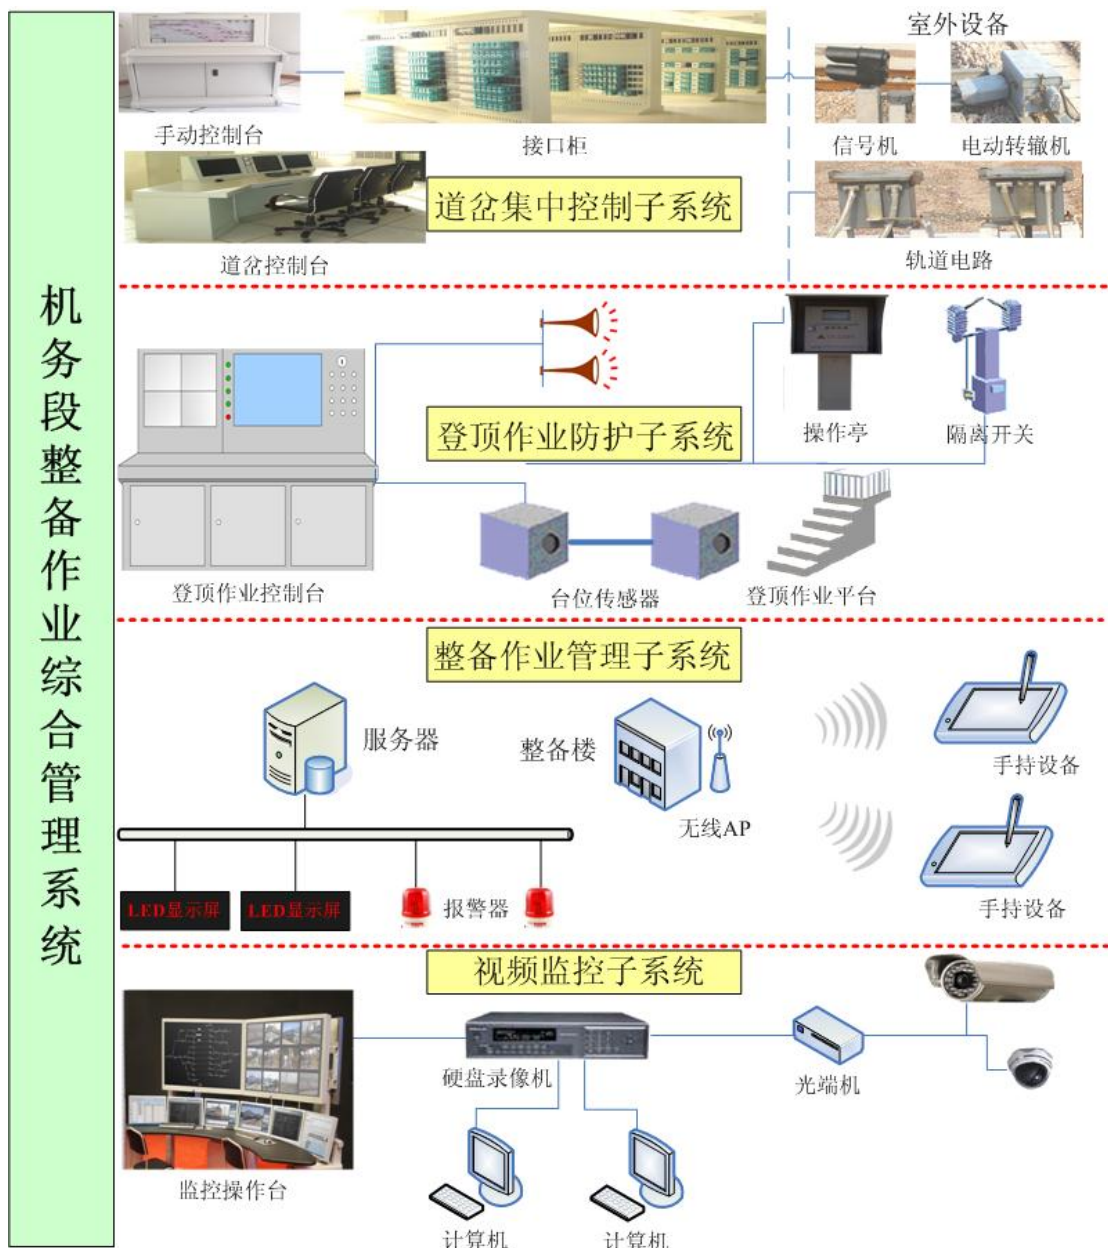 机务段整备作业综合管理系统
室外设备
手动控制台
接口柜
信号机
电动转辙机
道岔集中控制子系统
道岔控制台
轨道电路
登顶作业防护子系统
操作亭
隔离开关
登顶作业控制台
台位传感器
登顶作业平台
整备作业管理子系统
服务器
整备楼
手持设备
无线AP
LED显示屏
LED显示屏
报警器
手持设备
视频监控子系统
硬盘录像机
光端机
监控操作台
计算机
计算机